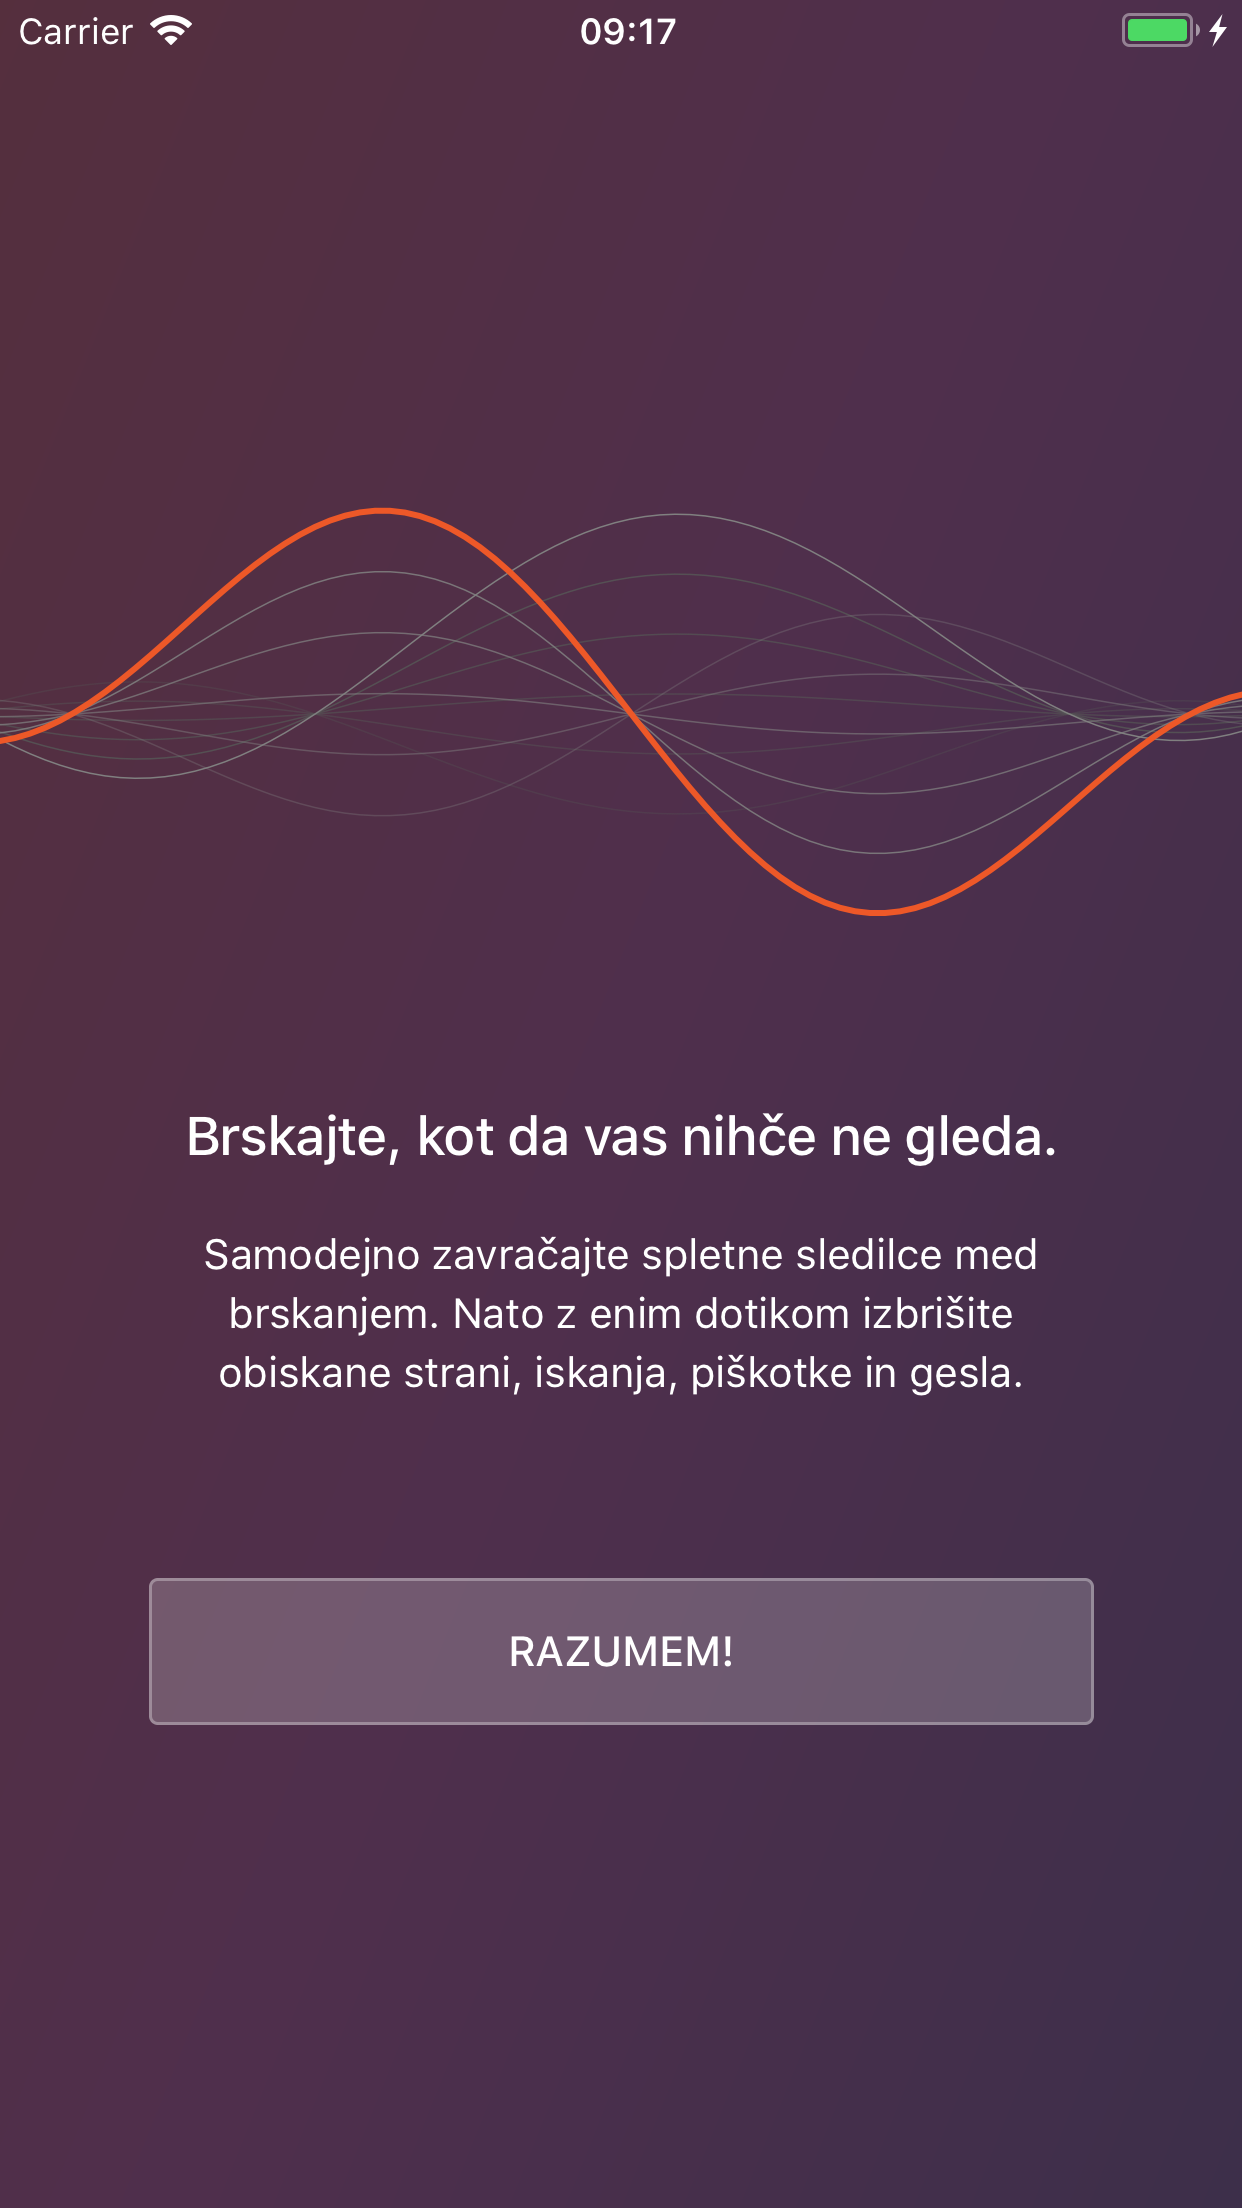 Carrier 09:17
Brskajte, kot da vas nihče ne gleda.
Samodejno zavračajte spletne sledilce med
brskanjem. Nato z enim dotikom izbrišite
obiskane strani, iskanja, piškotke in gesla.
RAZUMEM!